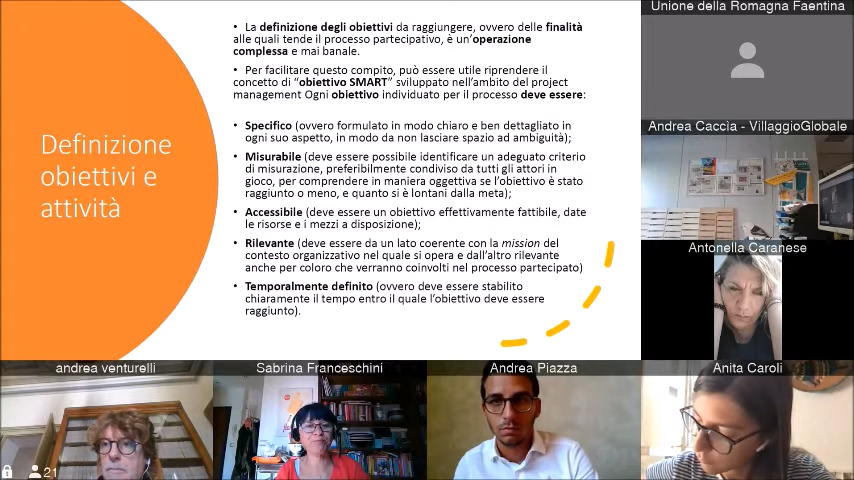 Definizione
obiettivi e
attività
• La definizione degli obiettivi da raggiungere, ovvero delle finalità
alle quali tende il processo partecipativo, è un'operazione
complessa e mai banale.
• Per facilitare questo compito, può essere utile riprendere il
concetto di "obiettivo SMART" sviluppato nell'ambito del project
management Ogni obiettivo individuato per il processo deve essere:
• Specifico (ovvero formulato in modo chiaro e ben dettagliato in
ogni suo aspetto, in modo da non lasciare spazio ad ambiguità);
• Misurabile (deve essere possibile identificare un adeguato criterio
di misurazione, preferibilmente condiviso da tutti gli attori in
gioco, per comprendere in maniera oggettiva se l'obiettivo è stato
raggiunto o meno, e quanto si è lontani dalla meta);
• Accessibile (deve essere un obiettivo effettivamente fattibile, date
le risorse e i mezzi a disposizione);
• Rilevante (deve essere da un lato coerente con la mission del
contesto organizzativo nel quale si opera e dall'altro rilevante
anche per coloro che verranno coinvolti nel processo partecipato)
• Temporalmente definito (ovvero deve essere stabilito
chiaramente il tempo entro il quale l'obiettivo deve essere
raggiunto).
Unione della Romagna Faentina
Andrea Caccìa - VillaggioGlobale
Antonella Caranese
andrea venturelli
Sabrina Franceschini
Andrea Piazza
Anita Caroli
21